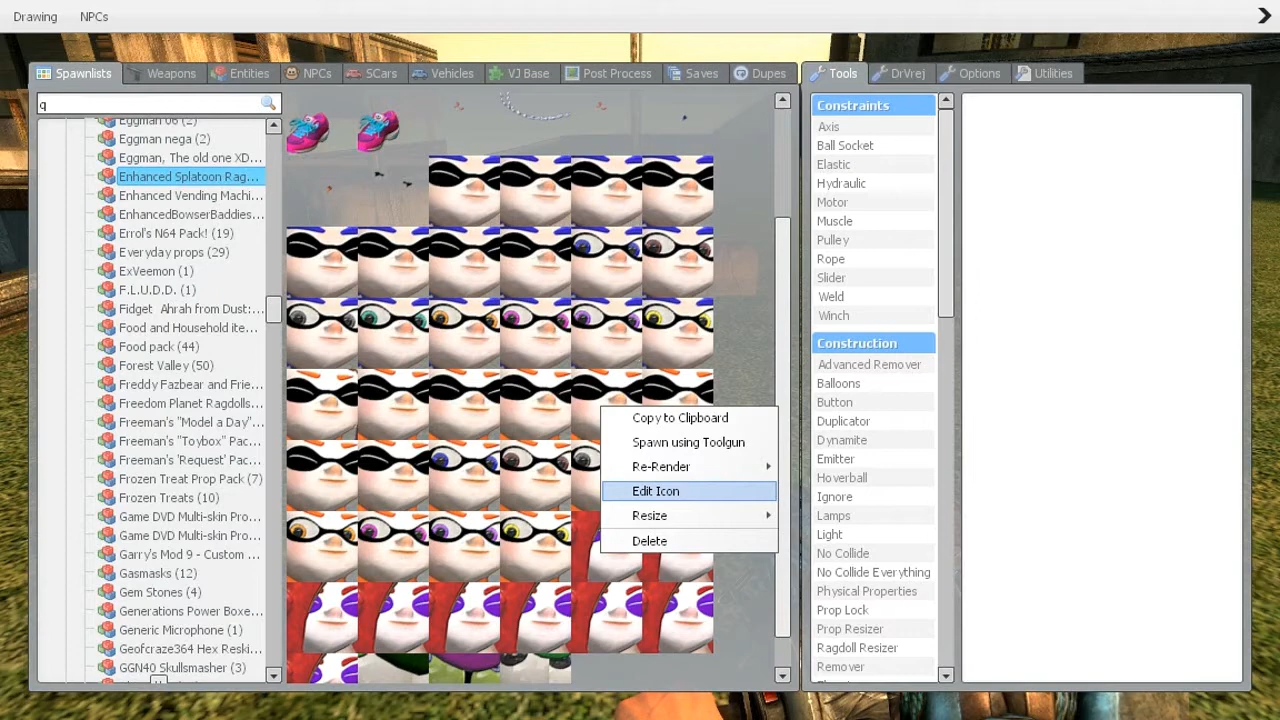 Drawing NPCs
Spawnlists Weapons Entities NPCs SCars Vehicles VJ Base Post Process Saves Dupes
Tools DrVrej Options Utilities
q
Eggman 06 (2)
Eggman nega (2)
Eggman, The old one XD...
Enhanced Splatoon Rag...
Enhanced Vending Machi...
EnhancedBowserBaddies...
Errol's N64 Pack! (19)
Everyday props (29)
ExVeemon (1)
F.L.U.D.D. (1)
Fidget Ahrah from Dust:...
Food and Household ite...
Food pack (44)
Forest Valley (50)
Freddy Fazbear and Frie...
Freedom Planet Ragdolls...
Freeman's "Model a Day"...
Freeman's "Toybox" Pac...
Freeman's 'Request' Pac...
Frozen Treat Prop Pack (7)
Frozen Treats (10)
Game DVD Multi-skin Pro...
Game DVD Multi-skin Pro...
Garry's Mod 9 - Custom ...
Gasmasks (12)
Gem Stones (4)
Generations Power Boxe...
Generic Microphone (1)
Geofcraze364 Hex Reski...
GGN40 Skullsmasher (3)
Copy to Clipboard
Spawn using Toolgun
Re-Render
Edit Icon
Resize
Delete
Constraints
Axis
Ball Socket
Elastic
Hydraulic
Motor
Muscle
Pulley
Rope
Slider
Weld
Winch
Construction
Advanced Remover
Balloons
Button
Duplicator
Dynamite
Emitter
Hoverball
Ignore
Lamps
Light
No Collide
No Collide Everything
Physical Properties
Prop Lock
Prop Resizer
Ragdoll Resizer
Remover